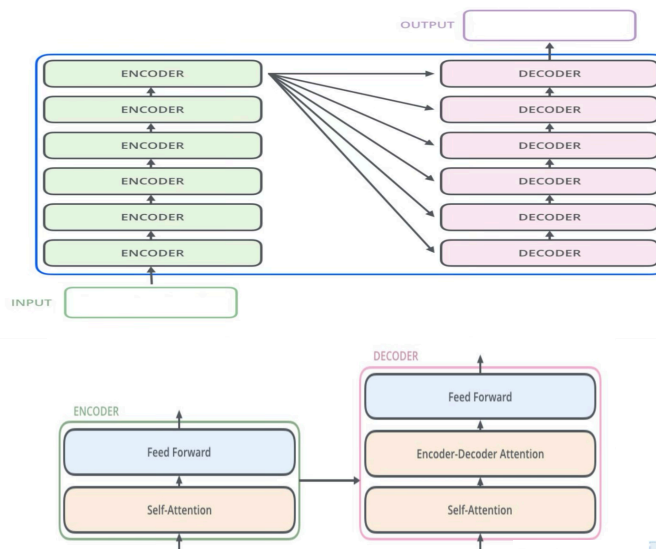 OUTPUT
ENCODER DECODER
ENCODER DECODER
ENCODER DECODER
ENCODER DECODER
ENCODER DECODER
ENCODER DECODER
INPUT
DECODER
Feed Forward
ENCODER
Feed Forward Encoder-Decoder Attention
Self-Attention Self-Attention